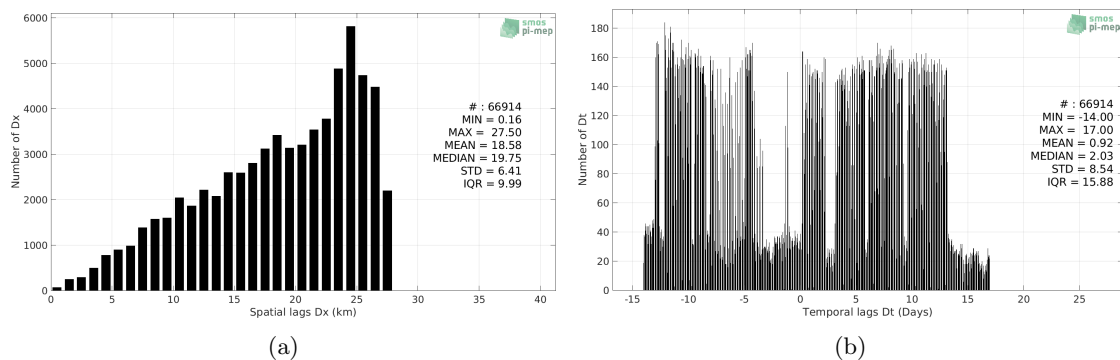 6000
5000
4000
3000
2000
1000
0
Number of Dx
0 5 10 15 20 25 30 35 40
Spatial lags Dx (km)
smos
pi-mep
# : 66914
MIN = 0.16
MAX = 27.50
MEAN = 18.58
MEDIAN = 19.75
STD = 6.41
IQR = 9.99
(a)
180
160
140
120
100
80
60
40
20
0
Number of Dt
-15 -10 -5 0 5 10 15 20 25
Temporal lags Dt (Days)
smos
pi-mep
# : 66914
MIN = -14.00
MAX = 17.00
MEAN = 0.92
MEDIAN = 2.03
STD = 8.54
IQR = 15.88
(b)